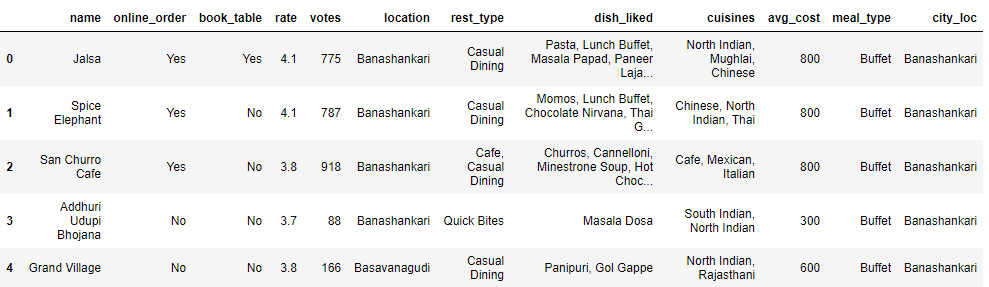 name online_order book_table rate votes location rest_type dish_liked cuisines avg_cost meal_type city_loc
0 Jalsa Yes Yes 4.1 775 Banashankari Casual Dining Pasta, Lunch Buffet, Masala Papad, Paneer Laja... North Indian, Mughlai, Chinese 800 Buffet Banashankari
1 Spice Elephant Yes No 4.1 787 Banashankari Casual Dining Momos, Lunch Buffet, Chocolate Nirvana, Thai G... Chinese, North Indian, Thai 800 Buffet Banashankari
2 San Churro Cafe Yes No 3.8 918 Banashankari Cafe, Casual Dining Churros, Cannelloni, Minestrone Soup, Hot Choc... Cafe, Mexican, Italian 800 Buffet Banashankari
3 Addhuri Udupi Bhojana No No 3.7 88 Banashankari Quick Bites Masala Dosa South Indian, North Indian 300 Buffet Banashankari
4 Grand Village No No 3.8 166 Basavanagudi Casual Dining Panipuri, Gol Gappe North Indian, Rajasthani 600 Buffet Banashankari